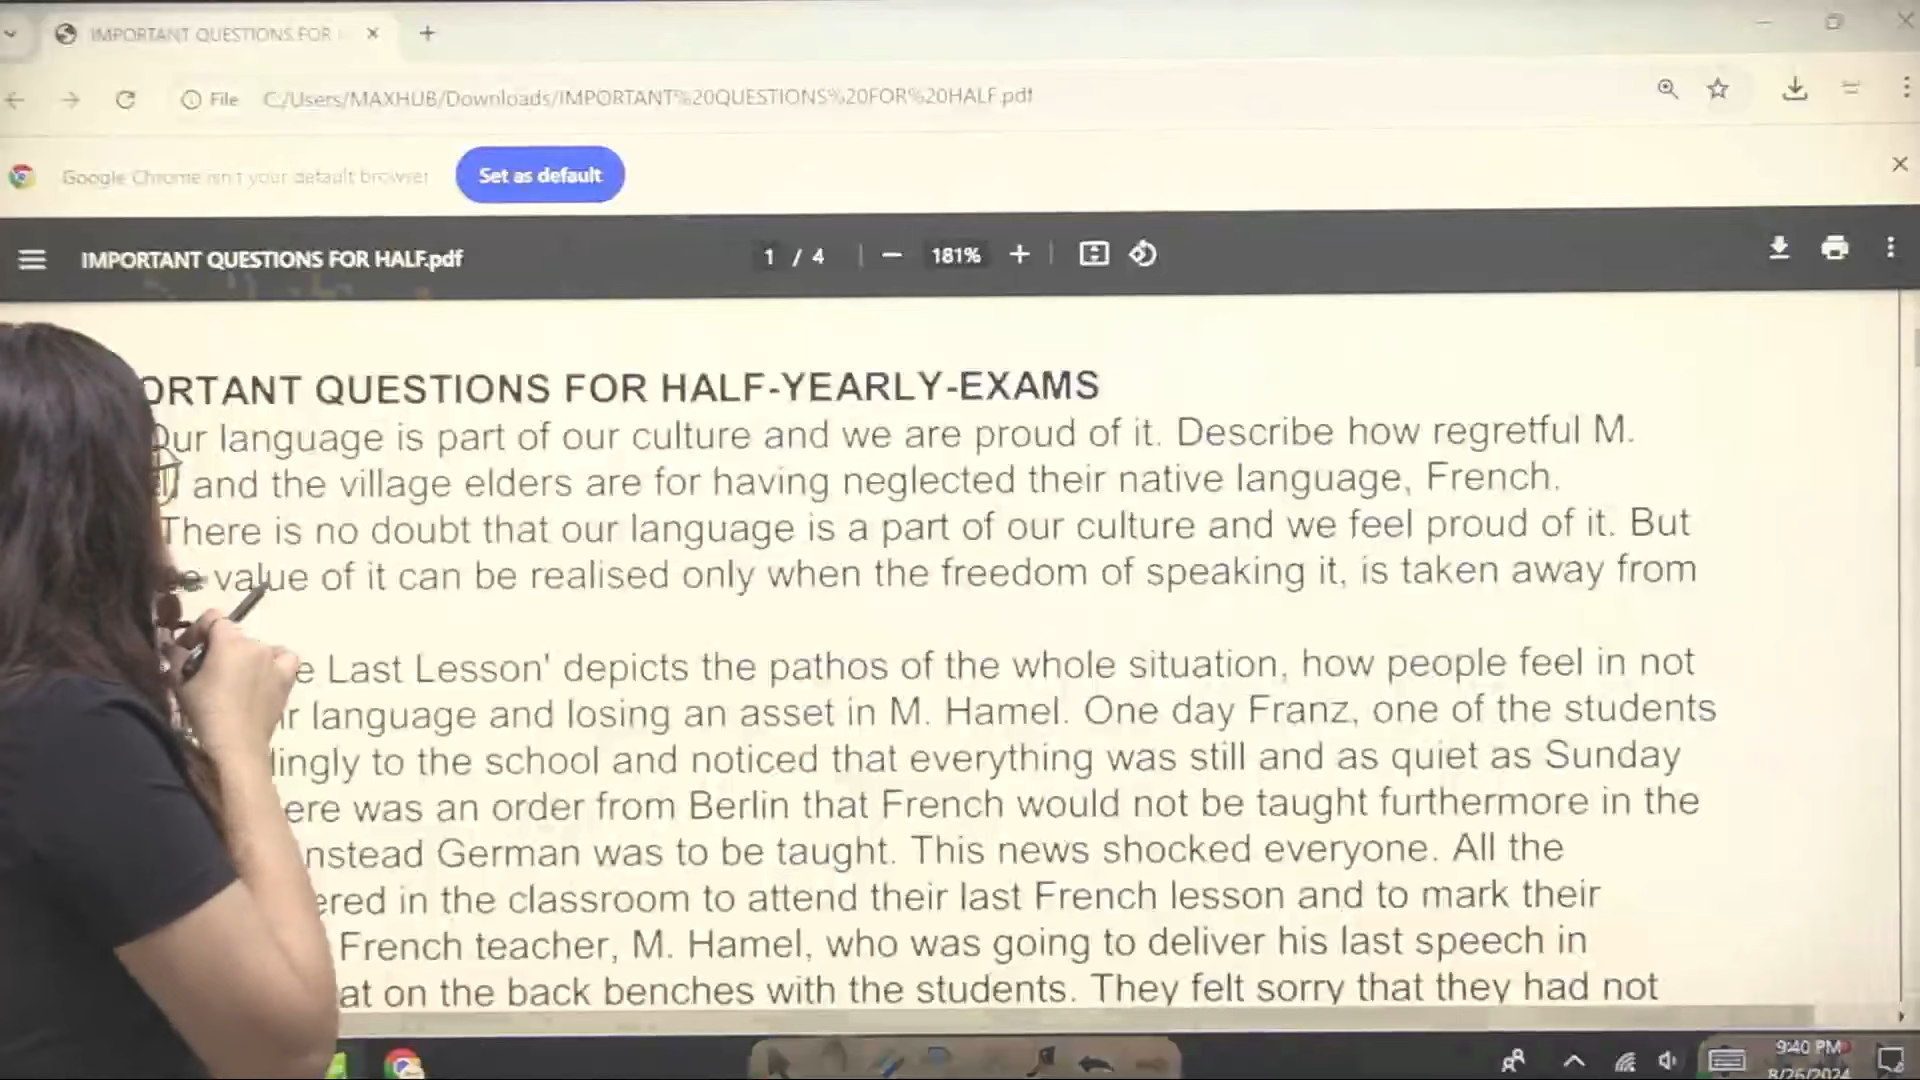 IMPORTANT QUESTIONS FOR
File C:/Users/MAXHUB/Downloads/IMPORTANT%20QUESTIONS%20FOR%20HALF.pdf
Google Chrome isn't your default browser Set as default
IMPORTANT QUESTIONS FOR HALF.pdf 1 / 4 181%
ORTANT QUESTIONS FOR HALF-YEARLY-EXAMS
Our language is part of our culture and we are proud of it. Describe how regretful M.
and the village elders are for having neglected their native language, French.
There is no doubt that our language is a part of our culture and we feel proud of it. But
value of it can be realised only when the freedom of speaking it, is taken away from
e Last Lesson' depicts the pathos of the whole situation, how people feel in not
r language and losing an asset in M. Hamel. One day Franz, one of the students
lingly to the school and noticed that everything was still and as quiet as Sunday
ere was an order from Berlin that French would not be taught furthermore in the
nstead German was to be taught. This news shocked everyone. All the
ered in the classroom to attend their last French lesson and to mark their
French teacher, M. Hamel, who was going to deliver his last speech in
at on the back benches with the students. They felt sorry that they had not
9:40 PM
8/26/2024